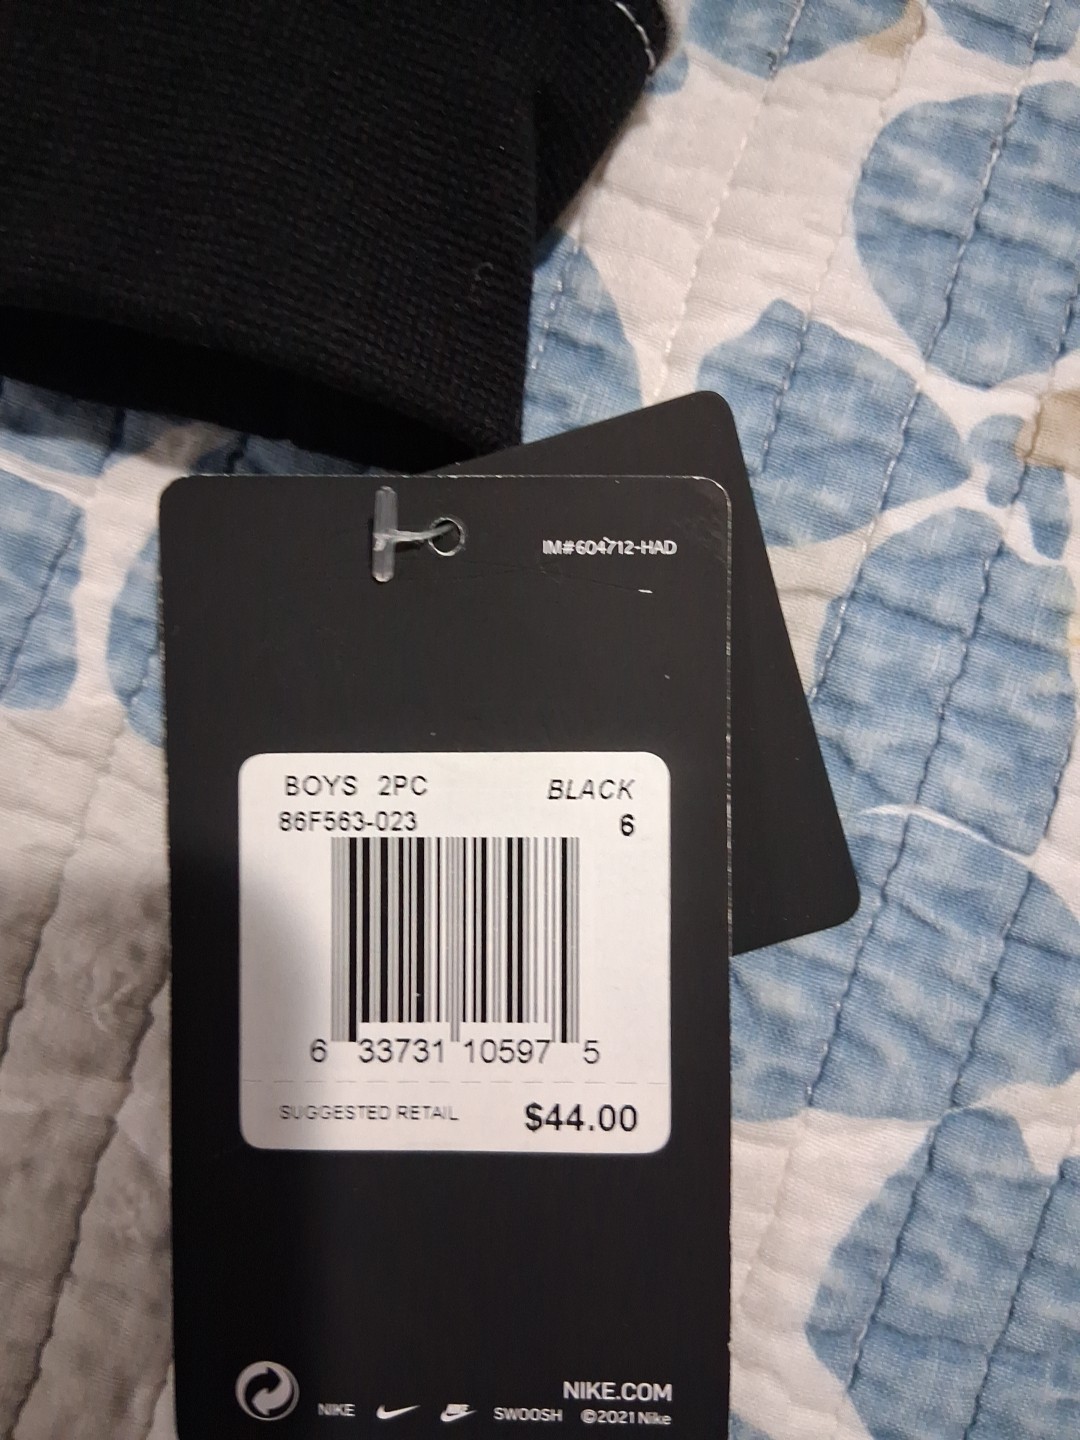 IM#604712-HAD
BOYS 2PC BLACK
86F563-023 6
6 33731 10597 5
SUGGESTED RETAIL $44.00
NIKE.COM
NIKE SWOOSH ©2021 Nike